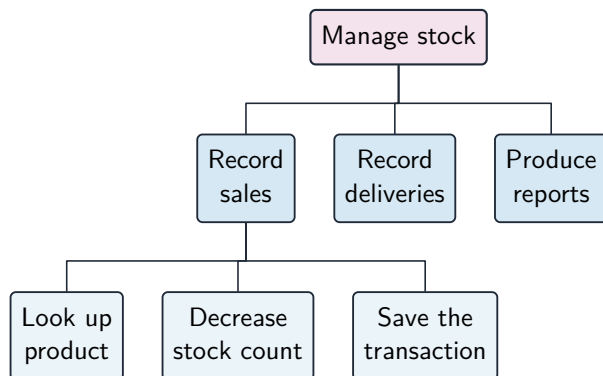 Manage stock
Record
sales
Record
deliveries
Produce
reports
Look up
product
Decrease
stock count
Save the
transaction